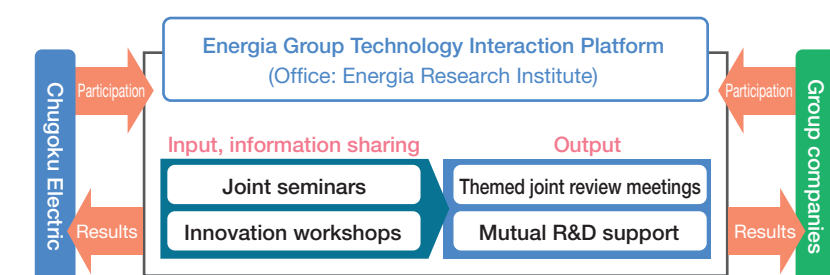 Energia Group Technology Interaction Platform
(Office: Energia Research Institute)
Chugoku Electric
Participation
Participation
Group companies
Input, information sharing
Output
Joint seminars
Themed joint review meetings
Innovation workshops
Mutual R&D support
Results
Results